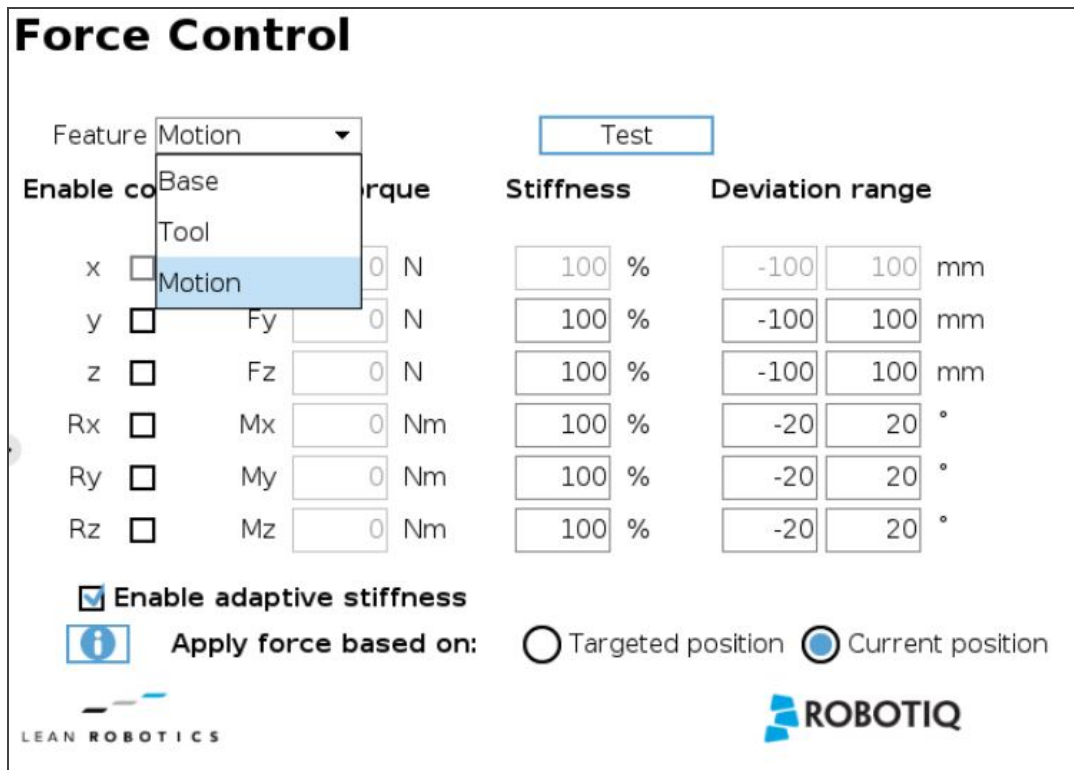 Force Control
Feature Motion Test
Base
Tool
Motion
Enable co rque Stiffness Deviation range
x 0 N 100 % -100 100 mm
y Fy 0 N 100 % -100 100 mm
z Fz 0 N 100 % -100 100 mm
Rx Mx 0 Nm 100 % -20 20 °
Ry My 0 Nm 100 % -20 20 °
Rz Mz 0 Nm 100 % -20 20 °
Enable adaptive stiffness
i Apply force based on: Targeted position Current position
LEAN ROBOTICS
ROBOTIQ